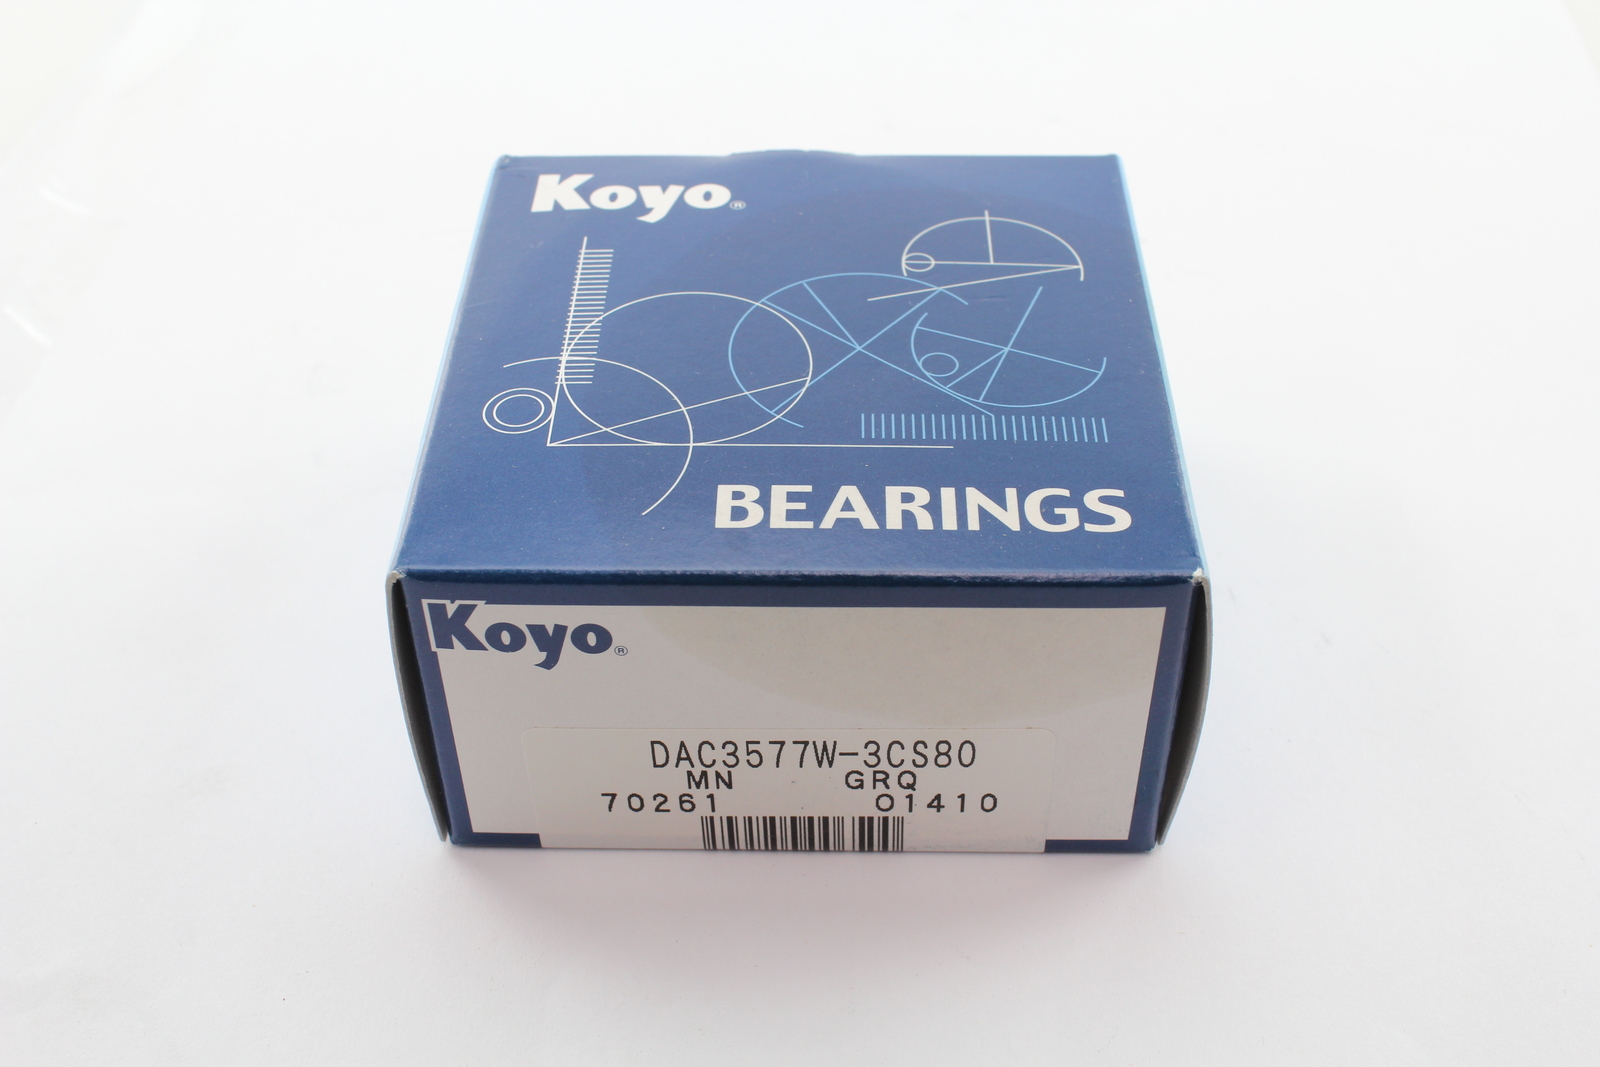 Koyo®
BEARINGS
Koyo®
DAC3577W-3CS80
MN GRQ
70261 01410